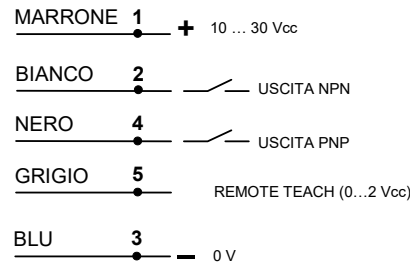 MARRONE 1 + 10 … 30 Vcc
BIANCO 2 USCITA NPN
NERO 4 USCITA PNP
GRIGIO 5 REMOTE TEACH (0…2 Vcc)
BLU 3 – 0 V